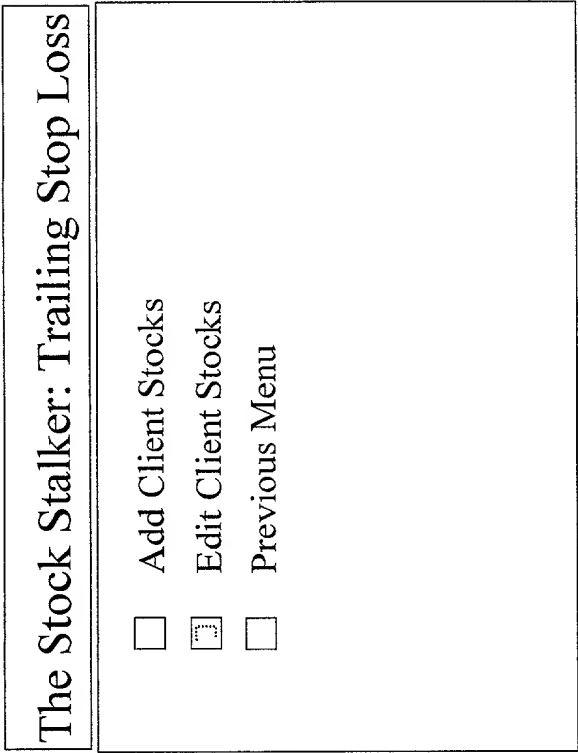 The Stock Stalker: Trailing Stop Loss
Add Client Stocks
Edit Client Stocks
Previous Menu